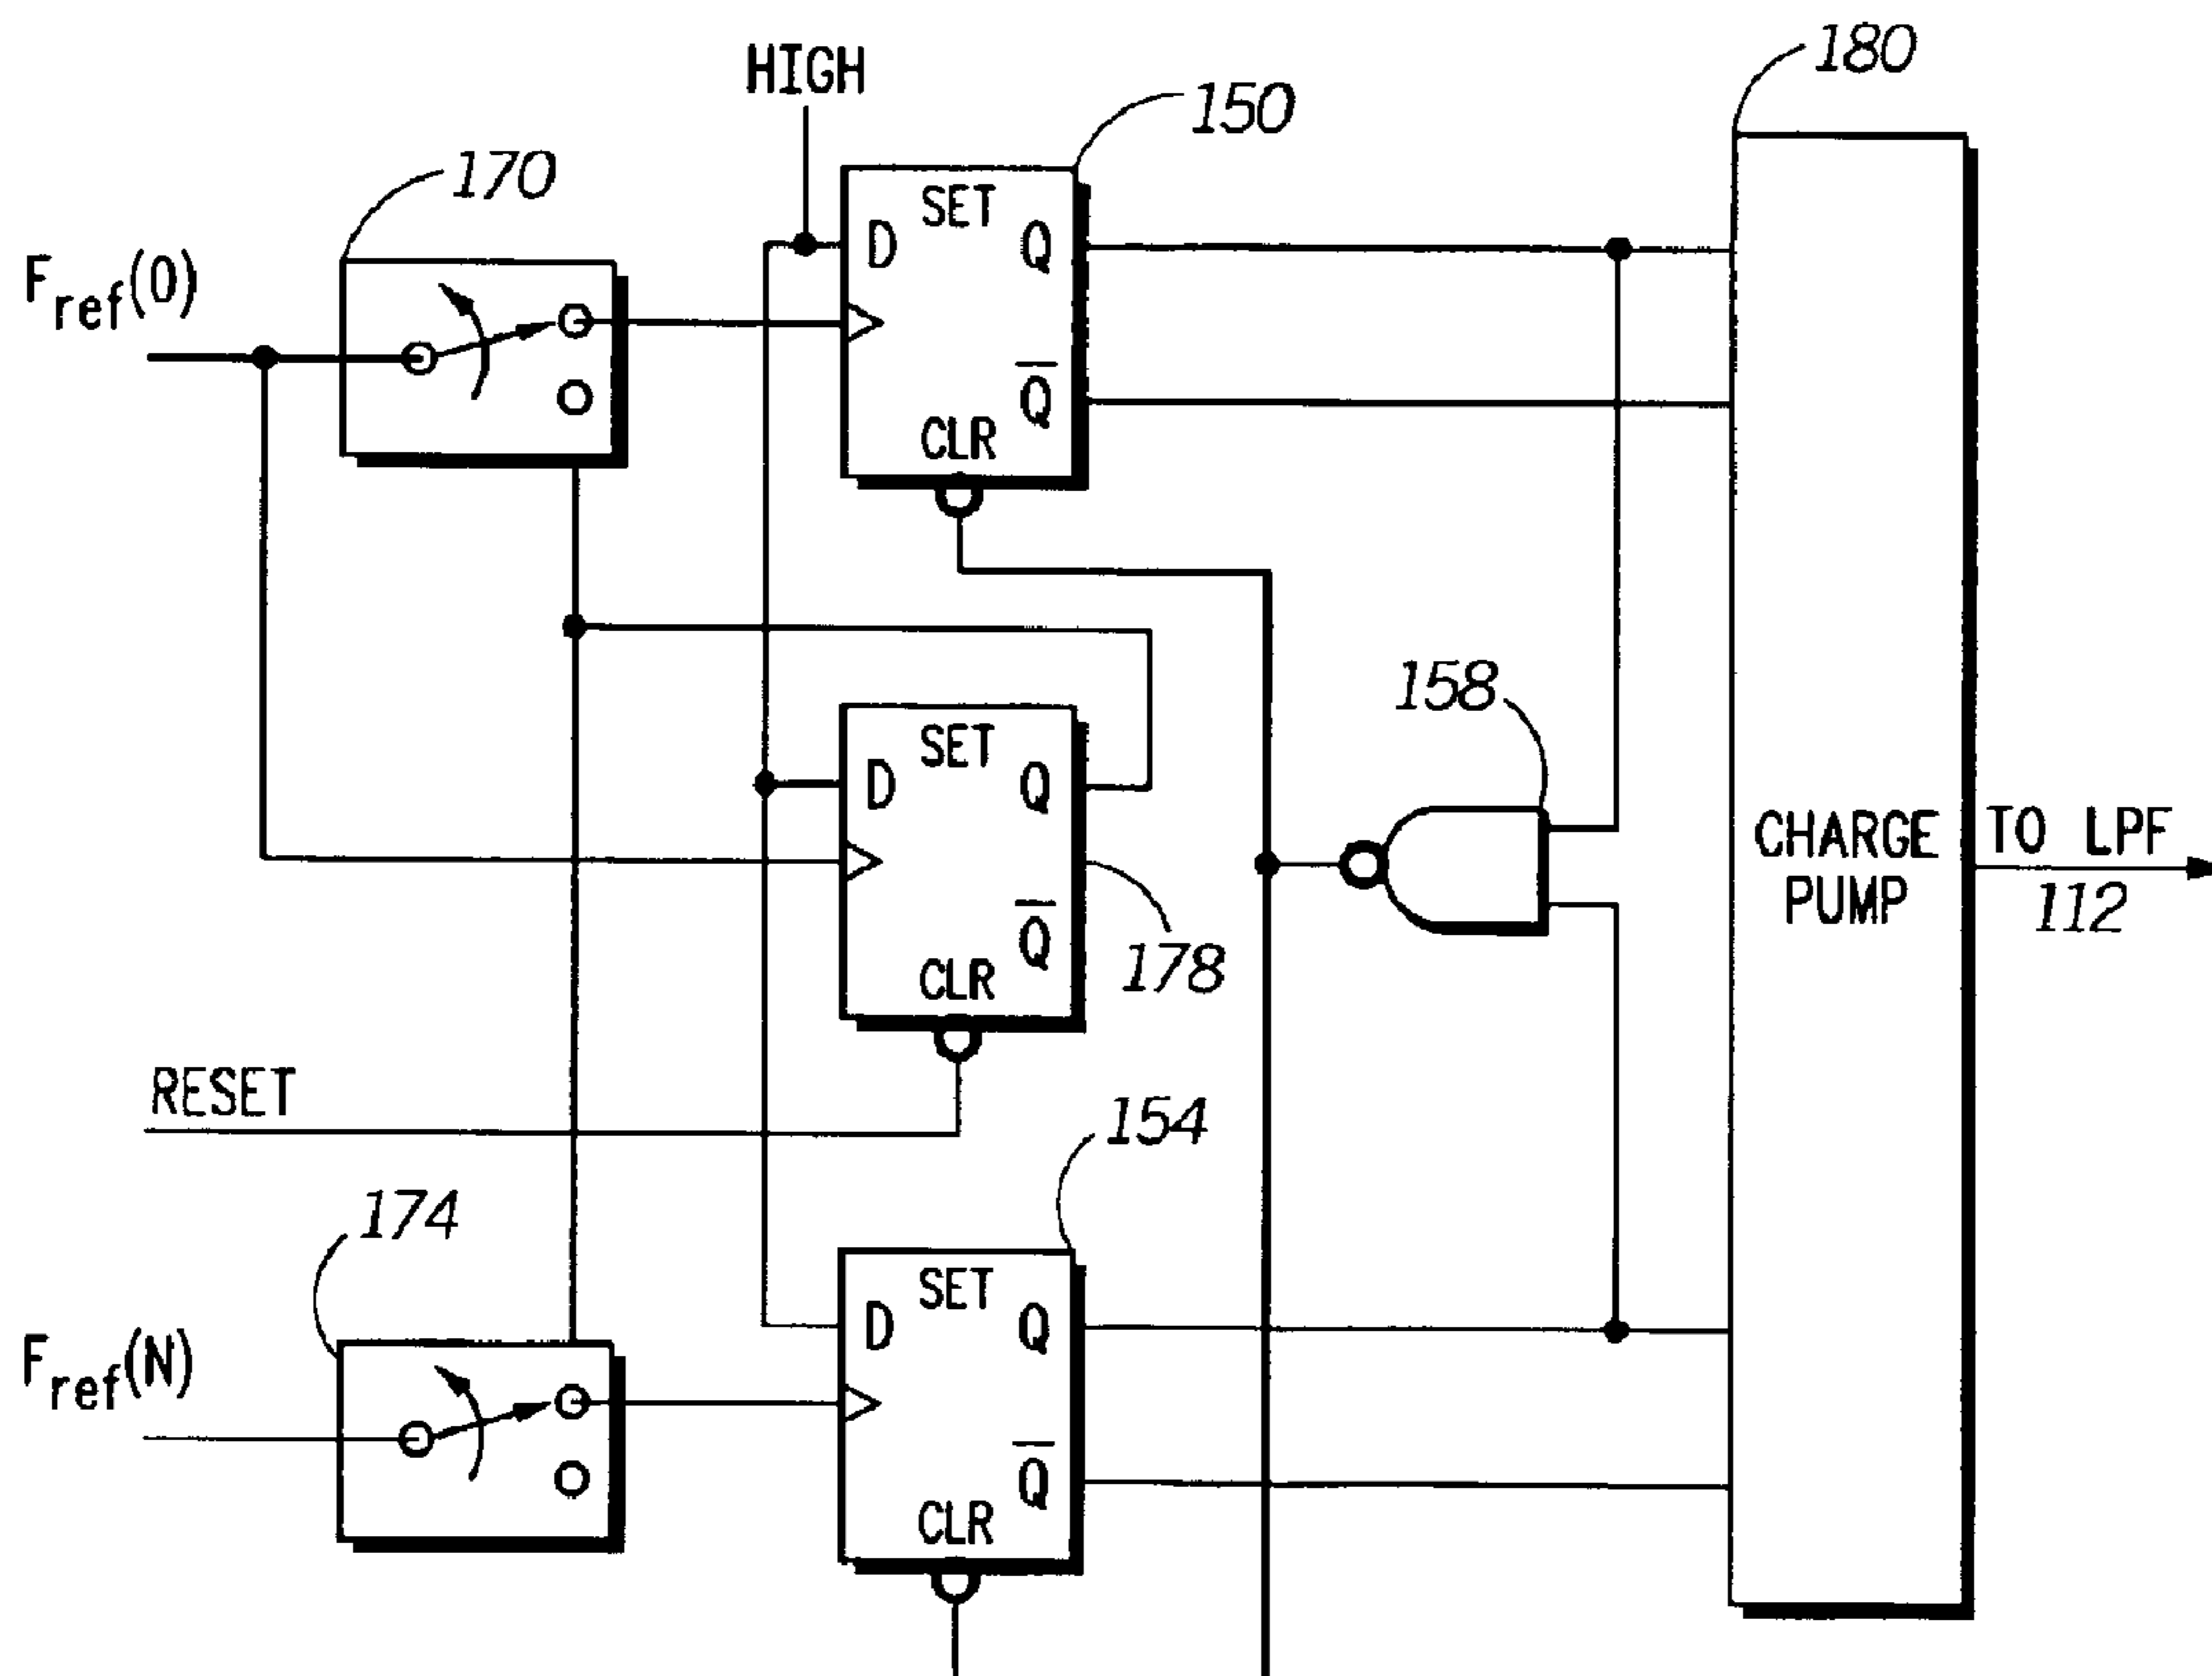 HIGH
180
150
170
F_ref(0)
SET
D
Q
Q̅
CLR
158
SET
D
Q
Q̅
CLR
178
CHARGE
PUMP
TO LPF
112
RESET
154
174
F_ref(N)
SET
D
Q
Q̅
CLR